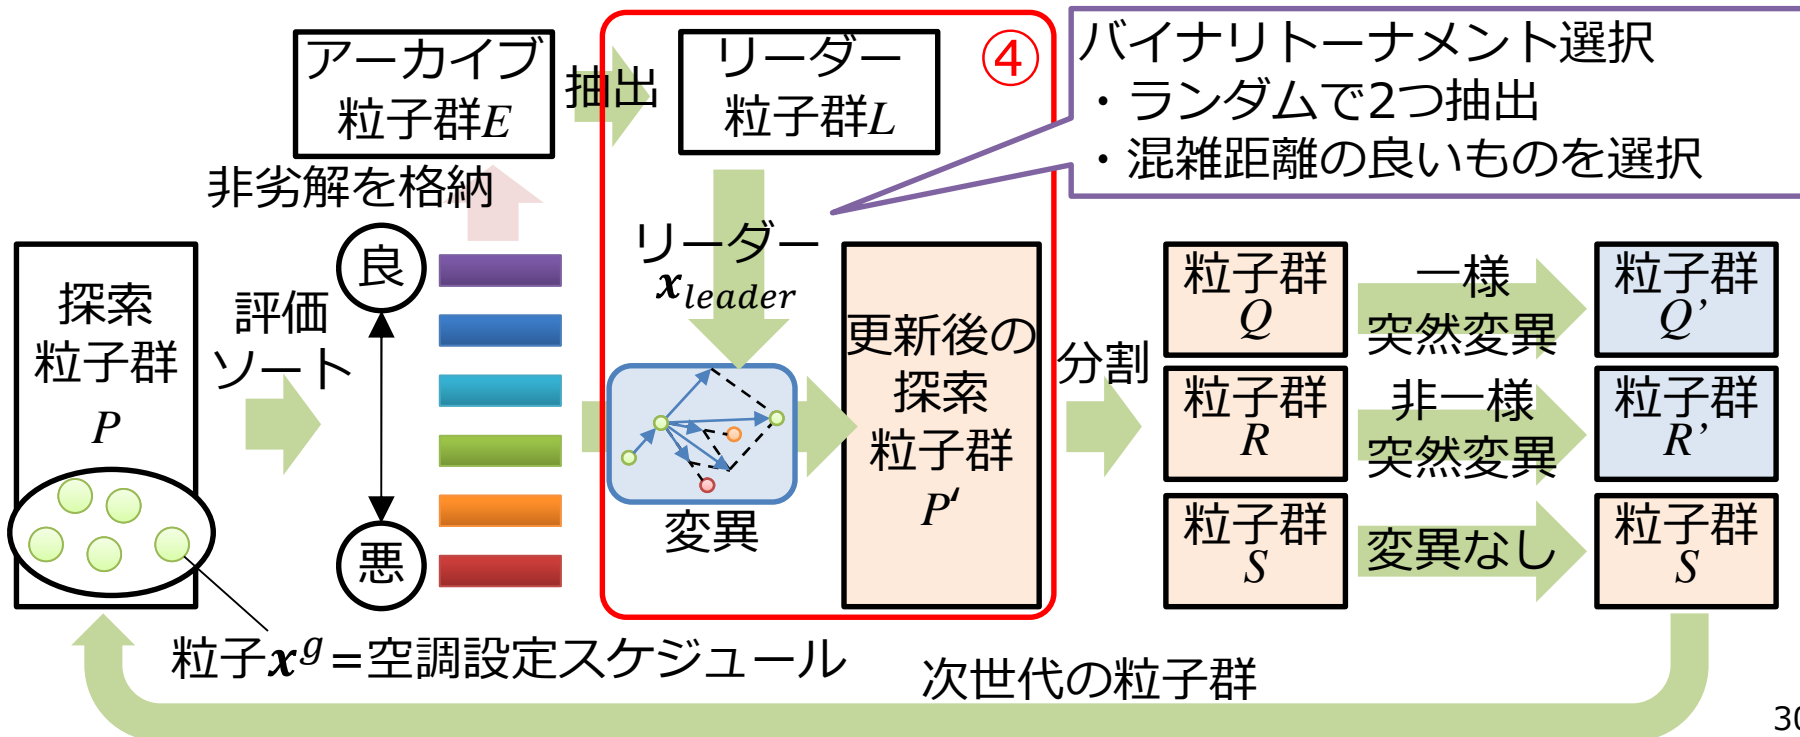 アーカイブ
粒子群E
抽出
リーダー
粒子群L
④
バイナリトーナメント選択
・ランダムで2つ抽出
・混雑距離の良いものを選択
非劣解を格納
探索
粒子群
P
評価
ソート
良
悪
リーダー
x_leader
変異
更新後の
探索
粒子群
P'
分割
粒子群
Q
一様
突然変異
粒子群
Q’
粒子群
R
非一様
突然変異
粒子群
R’
粒子群
S
変異なし
粒子群
S
粒子x^g=空調設定スケジュール
次世代の粒子群